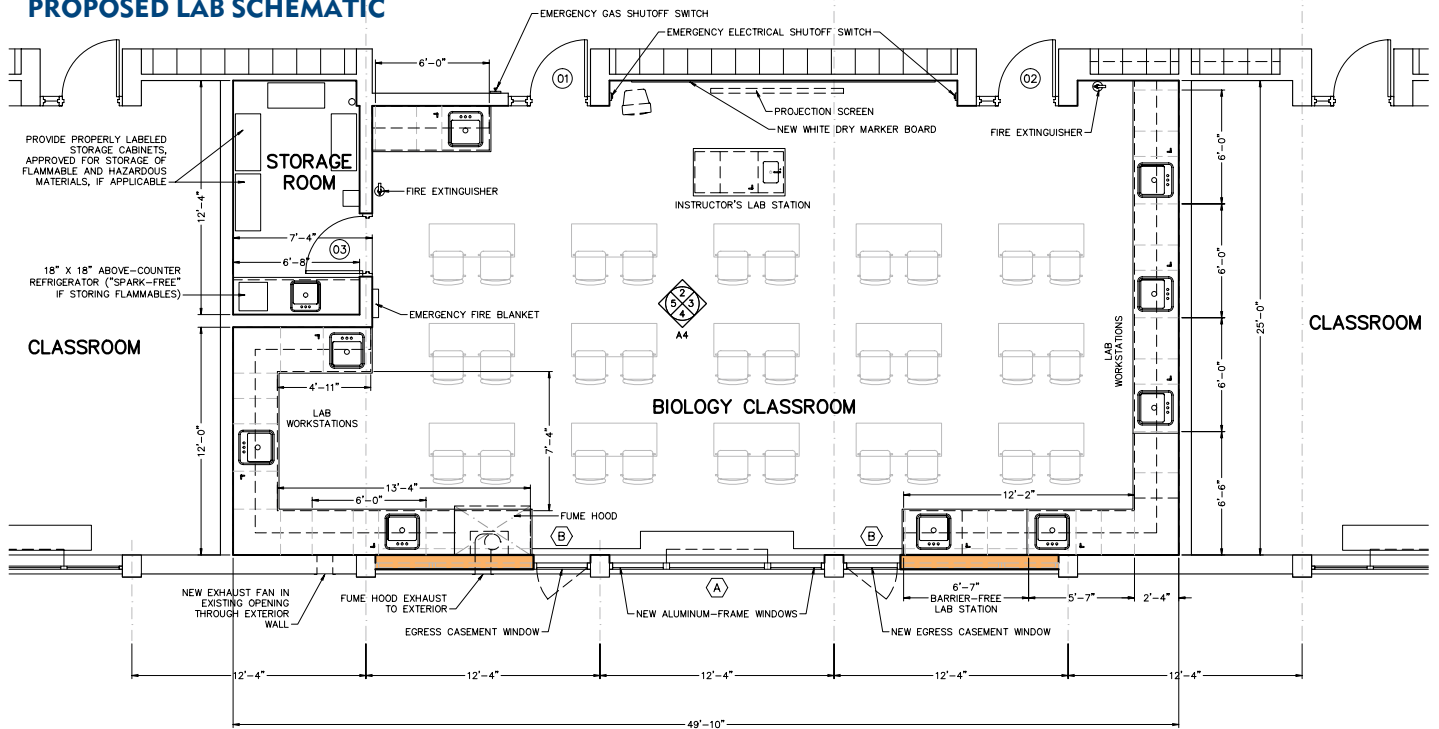 PROPOSED LAB SCHEMATIC
EMERGENCY GAS SHUTOFF SWITCH
EMERGENCY ELECTRICAL SHUTOFF SWITCH
6'-0"
01
02
PROJECTION SCREEN
NEW WHITE DRY MARKER BOARD
FIRE EXTINGUISHER
PROVIDE PROPERLY LABELED
STORAGE CABINETS,
APPROVED FOR STORAGE OF
FLAMMABLE AND HAZARDOUS
MATERIALS, IF APPLICABLE
STORAGE
ROOM
FIRE EXTINGUISHER
INSTRUCTOR'S LAB STATION
6'-0"
12'-4"
7'-4"
03
6'-8"
18" X 18" ABOVE-COUNTER
REFRIGERATOR ("SPARK-FREE"
IF STORING FLAMMABLES)
EMERGENCY FIRE BLANKET
2
5
3
4
A4
6'-0"
25'-0"
CLASSROOM
CLASSROOM
LAB
WORKSTATIONS
4'-11"
LAB
WORKSTATIONS
6'-0"
BIOLOGY CLASSROOM
12'-0"
7'-4"
13'-4"
6'-0"
12'-2"
6'-6"
FUME HOOD
B
B
A
NEW EXHAUST FAN IN
EXISTING OPENING
THROUGH EXTERIOR
WALL
FUME HOOD EXHAUST
TO EXTERIOR
EGRESS CASEMENT WINDOW
NEW ALUMINUM-FRAME WINDOWS
NEW EGRESS CASEMENT WINDOW
6'-7"
BARRIER-FREE
LAB STATION
5'-7"
2'-4"
12'-4"
12'-4"
12'-4"
12'-4"
12'-4"
49'-10"